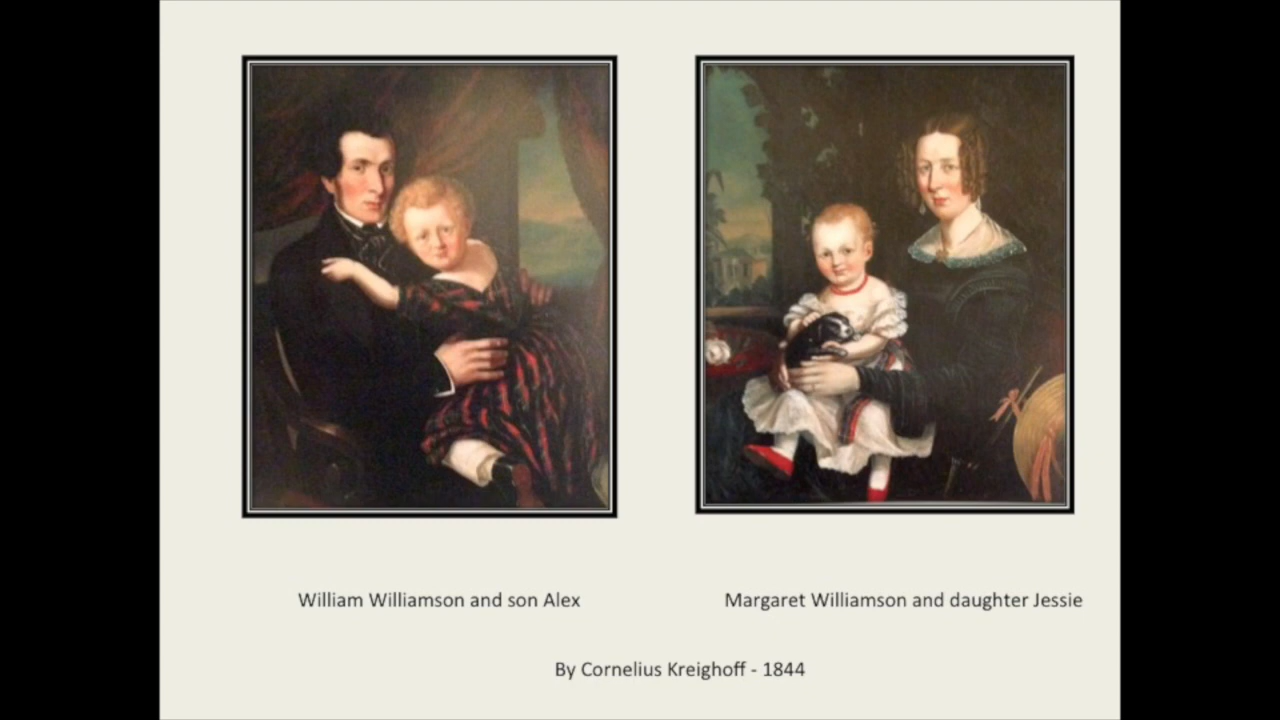 William Williamson and son Alex
Margaret Williamson and daughter Jessie
By Cornelius Kreighoff - 1844